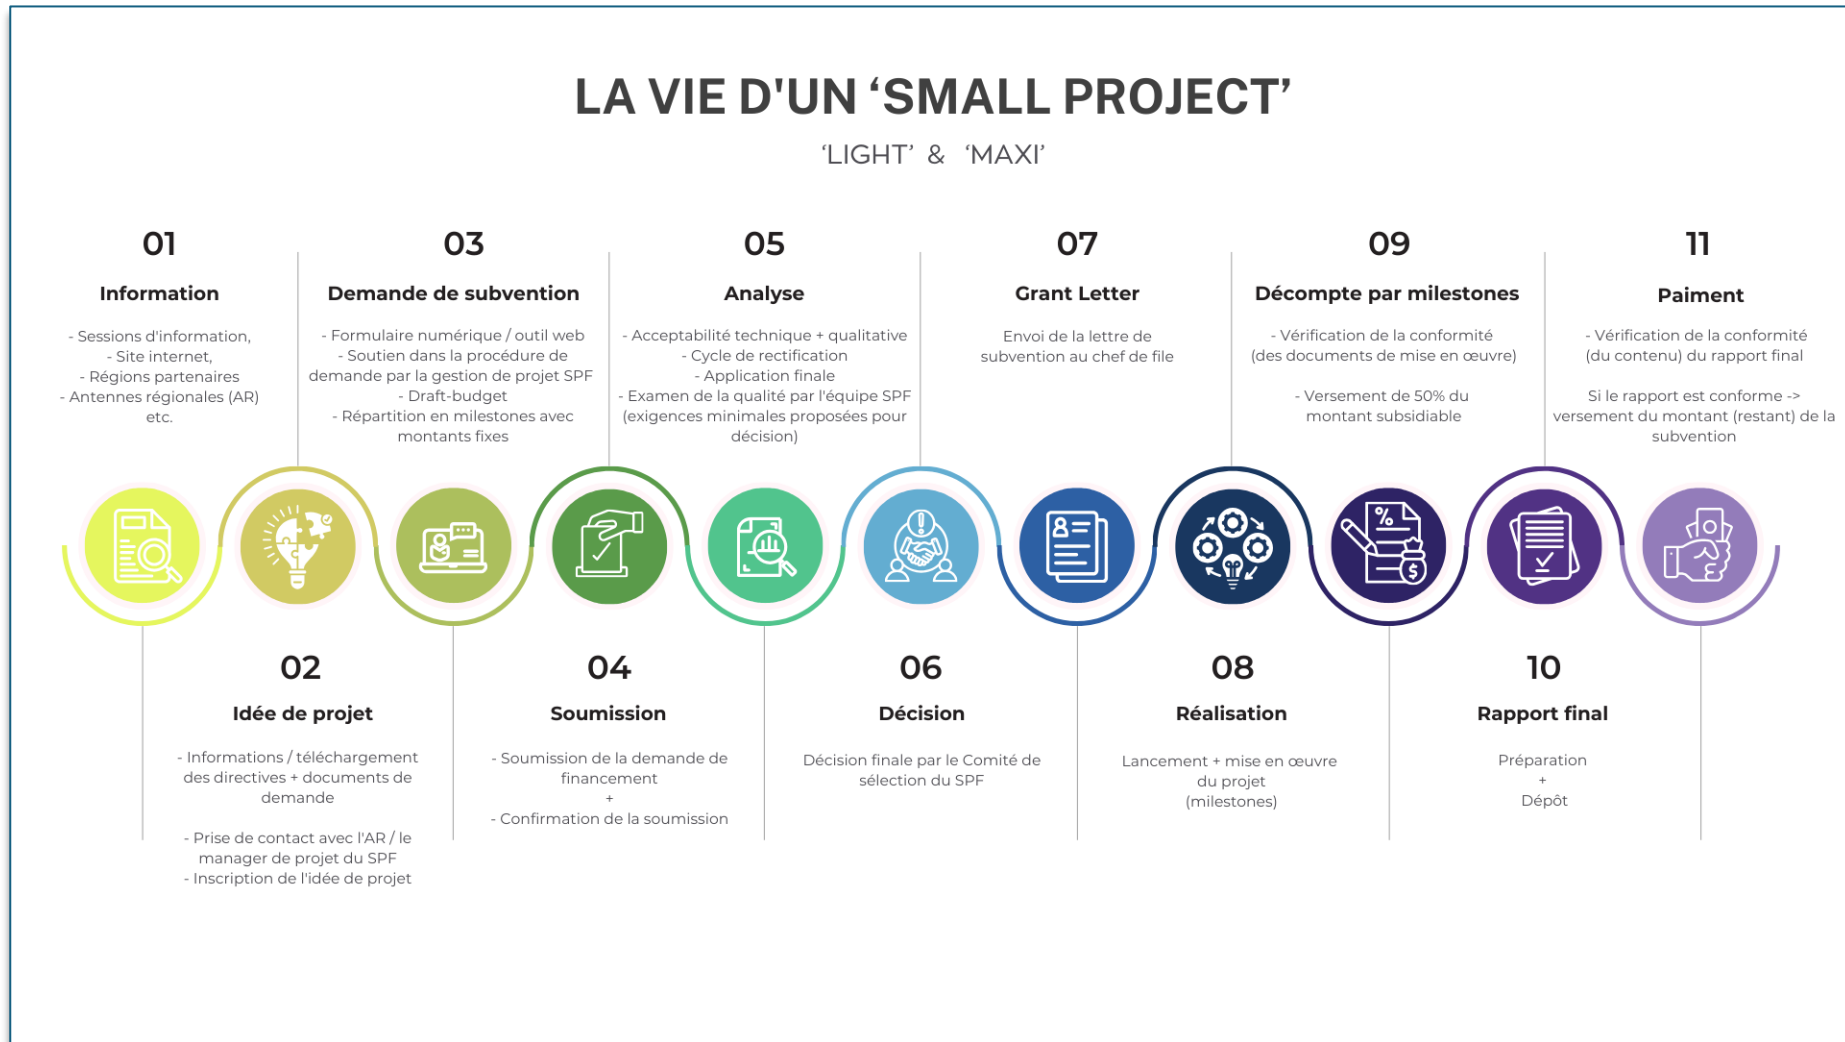 LA VIE D'UN ‘SMALL PROJECT’
‘LIGHT’ & ‘MAXI’
01
Information
- Sessions d'information,
- Site internet,
- Régions partenaires
- Antennes régionales (AR)
etc.
02
Idée de projet
- Informations / téléchargement
des directives + documents de
demande
- Prise de contact avec l'AR / le
manager de projet du SPF
- Inscription de l'idée de projet
03
Demande de subvention
- Formulaire numérique / outil web
- Soutien dans la procédure de
demande par la gestion de projet SPF
- Draft-budget
- Répartition en milestones avec
montants fixes
04
Soumission
- Soumission de la demande de
financement
+
- Confirmation de la soumission
05
Analyse
- Acceptabilité technique + qualitative
- Cycle de rectification
- Application finale
- Examen de la qualité par l'équipe SPF
(exigences minimales proposées pour
décision)
06
Décision
Décision finale par le Comité de
sélection du SPF
07
Grant Letter
Envoi de la lettre de
subvention au chef de file
08
Réalisation
Lancement + mise en œuvre
du projet
(milestones)
09
Décompte par milestones
- Vérification de la conformité
(des documents de mise en œuvre)
- Versement de 50% du
montant subsidiable
10
Rapport final
Préparation
+
Dépôt
11
Paiment
- Vérification de la conformité
(du contenu) du rapport final
Si le rapport est conforme ->
versement du montant (restant) de la
subvention